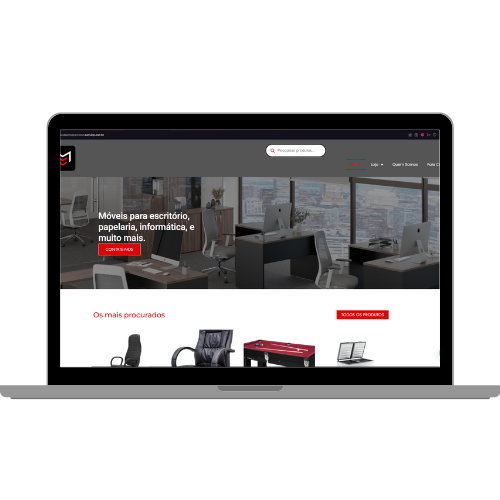 Pesquisar produtos...
Loja
Quem Somos
Fale C
Móveis para escritório,
papelaria, informática, e
muito mais.
CONTATE-NOS
Os mais procurados
TODOS OS PRODUTOS